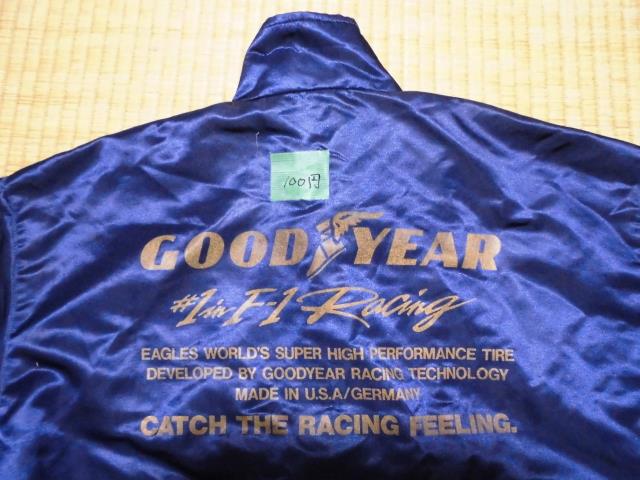 100円
GOODYEAR
#1 in F-1 Racing
EAGLES WORLD'S SUPER HIGH PERFORMANCE TIRE
DEVELOPED BY GOODYEAR RACING TECHNOLOGY
MADE IN U.S.A/GERMANY
CATCH THE RACING FEELING.